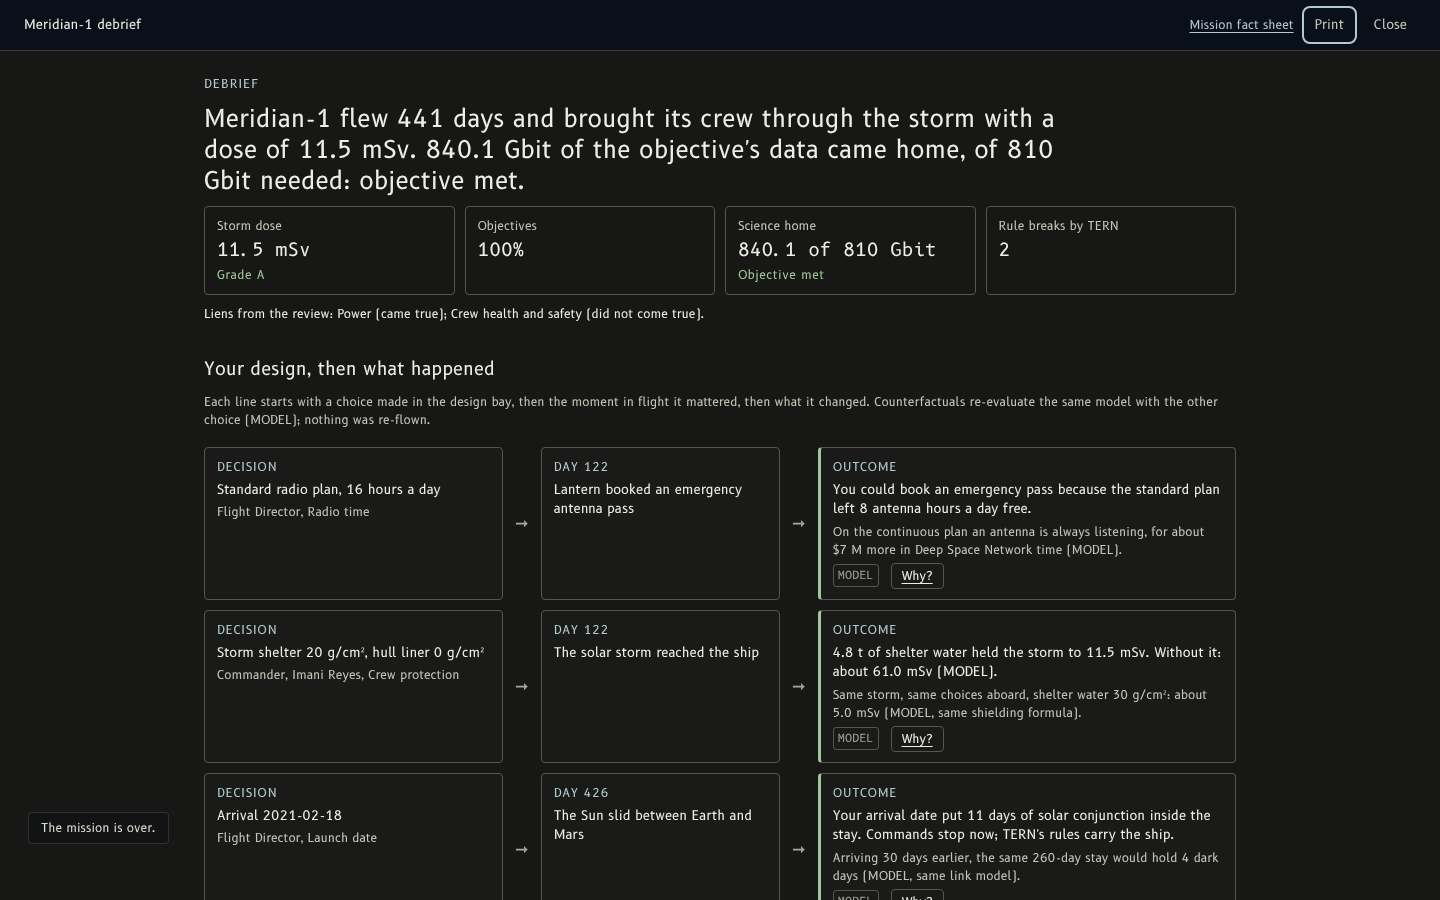 Meridian-1 debrief
Mission fact sheet
Print
Close
DEBRIEF
Meridian-1 flew 441 days and brought its crew through the storm with a
dose of 11.5 mSv. 840.1 Gbit of the objective's data came home, of 810
Gbit needed: objective met.
Storm dose
11.5 mSv
Grade A
Objectives
100%
Science home
840.1 of 810 Gbit
Objective met
Rule breaks by TERN
2
Liens from the review: Power (came true); Crew health and safety (did not come true).
Your design, then what happened
Each line starts with a choice made in the design bay, then the moment in flight it mattered, then what it changed. Counterfactuals re-evaluate the same model with the other
choice (MODEL); nothing was re-flown.
DECISION
Standard radio plan, 16 hours a day
Flight Director, Radio time
→
DAY 122
Lantern booked an emergency
antenna pass
→
OUTCOME
You could book an emergency pass because the standard plan
left 8 antenna hours a day free.
On the continuous plan an antenna is always listening, for about
$7 M more in Deep Space Network time (MODEL).
MODEL
Why?
DECISION
Storm shelter 20 g/cm², hull liner 0 g/cm²
Commander, Imani Reyes, Crew protection
→
DAY 122
The solar storm reached the ship
→
OUTCOME
4.8 t of shelter water held the storm to 11.5 mSv. Without it:
about 61.0 mSv (MODEL).
Same storm, same choices aboard, shelter water 30 g/cm²: about
5.0 mSv (MODEL, same shielding formula).
MODEL
Why?
DECISION
Arrival 2021-02-18
Flight Director, Launch date
→
DAY 426
The Sun slid between Earth and
Mars
→
OUTCOME
Your arrival date put 11 days of solar conjunction inside the
stay. Commands stop now; TERN's rules carry the ship.
Arriving 30 days earlier, the same 260-day stay would hold 4 dark
days (MODEL, same link model).
MODEL
Why?
The mission is over.